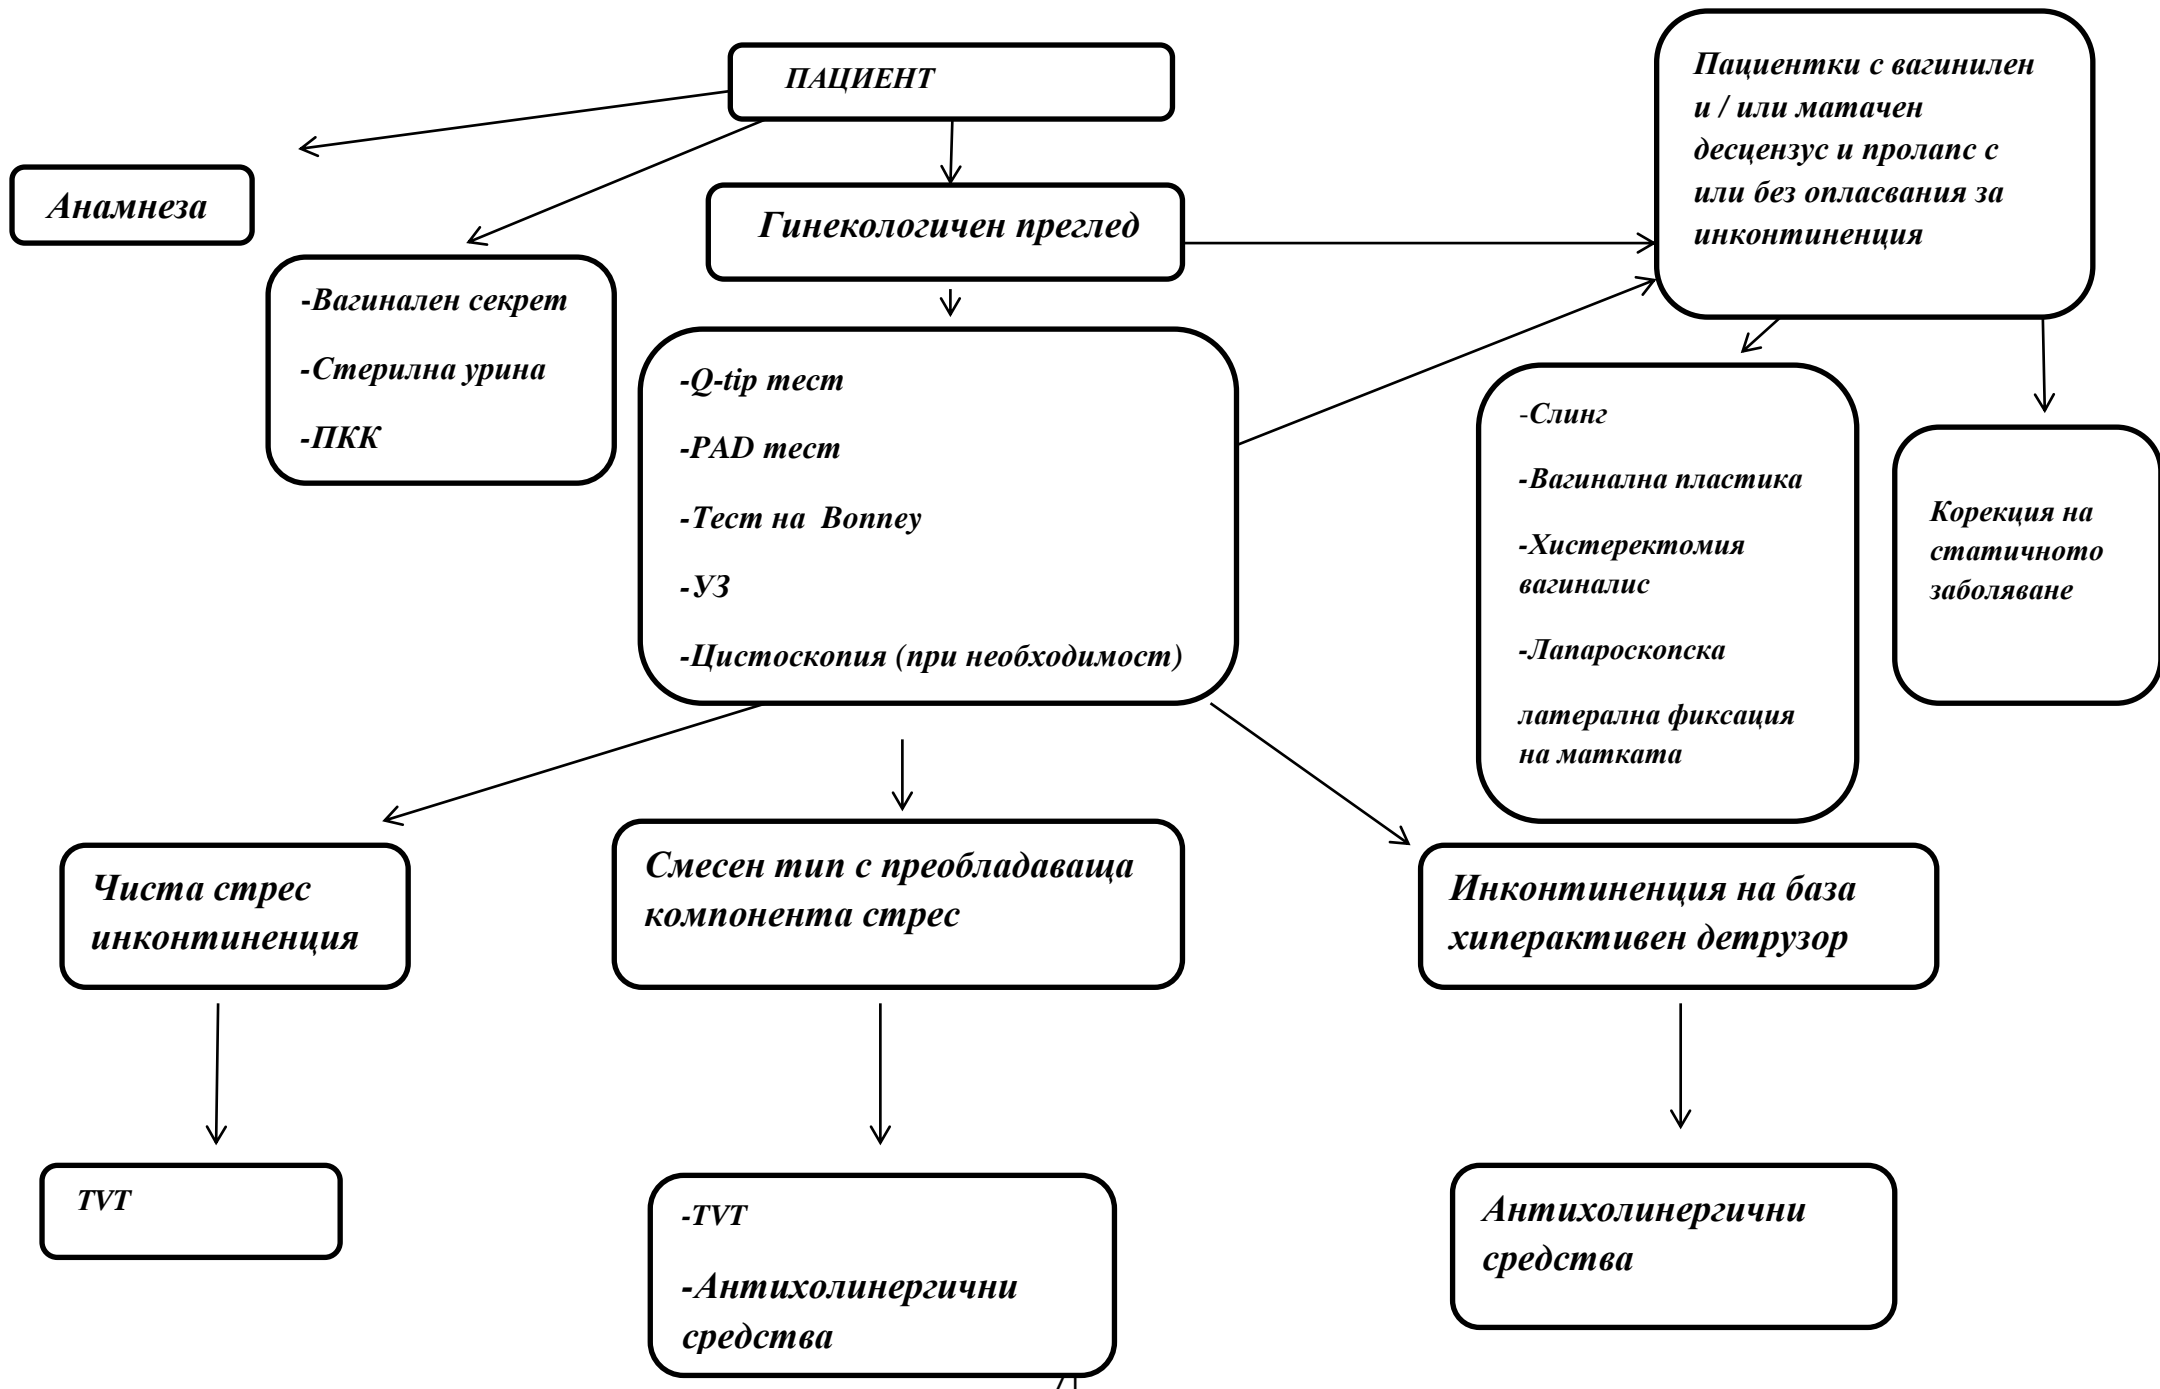 ПАЦИЕНТ
Пациентки с вагинилен
и / или матачен
десцензус и пролапс с
или без опласвания за
инконтиненция
Анамнеза
Гинекологичен преглед
-Вагинален секрет
-Стерилна урина
-ПКК
-Q-tip тест
-PAD тест
-Тест на Bonney
-УЗ
-Цистоскопия (при необходимост)
-Слинг
-Вагинална пластика
-Хистеректомия
вагиналис
-Лапароскопска
латерална фиксация
на матката
Корекция на
статичното
заболяване
Чиста стрес
инконтиненция
Смесен тип с преобладаваща
компонента стрес
Инконтиненция на база
хиперактивен детрузор
TVT
-TVT
-Антихолинергични
средства
Антихолинергични
средства